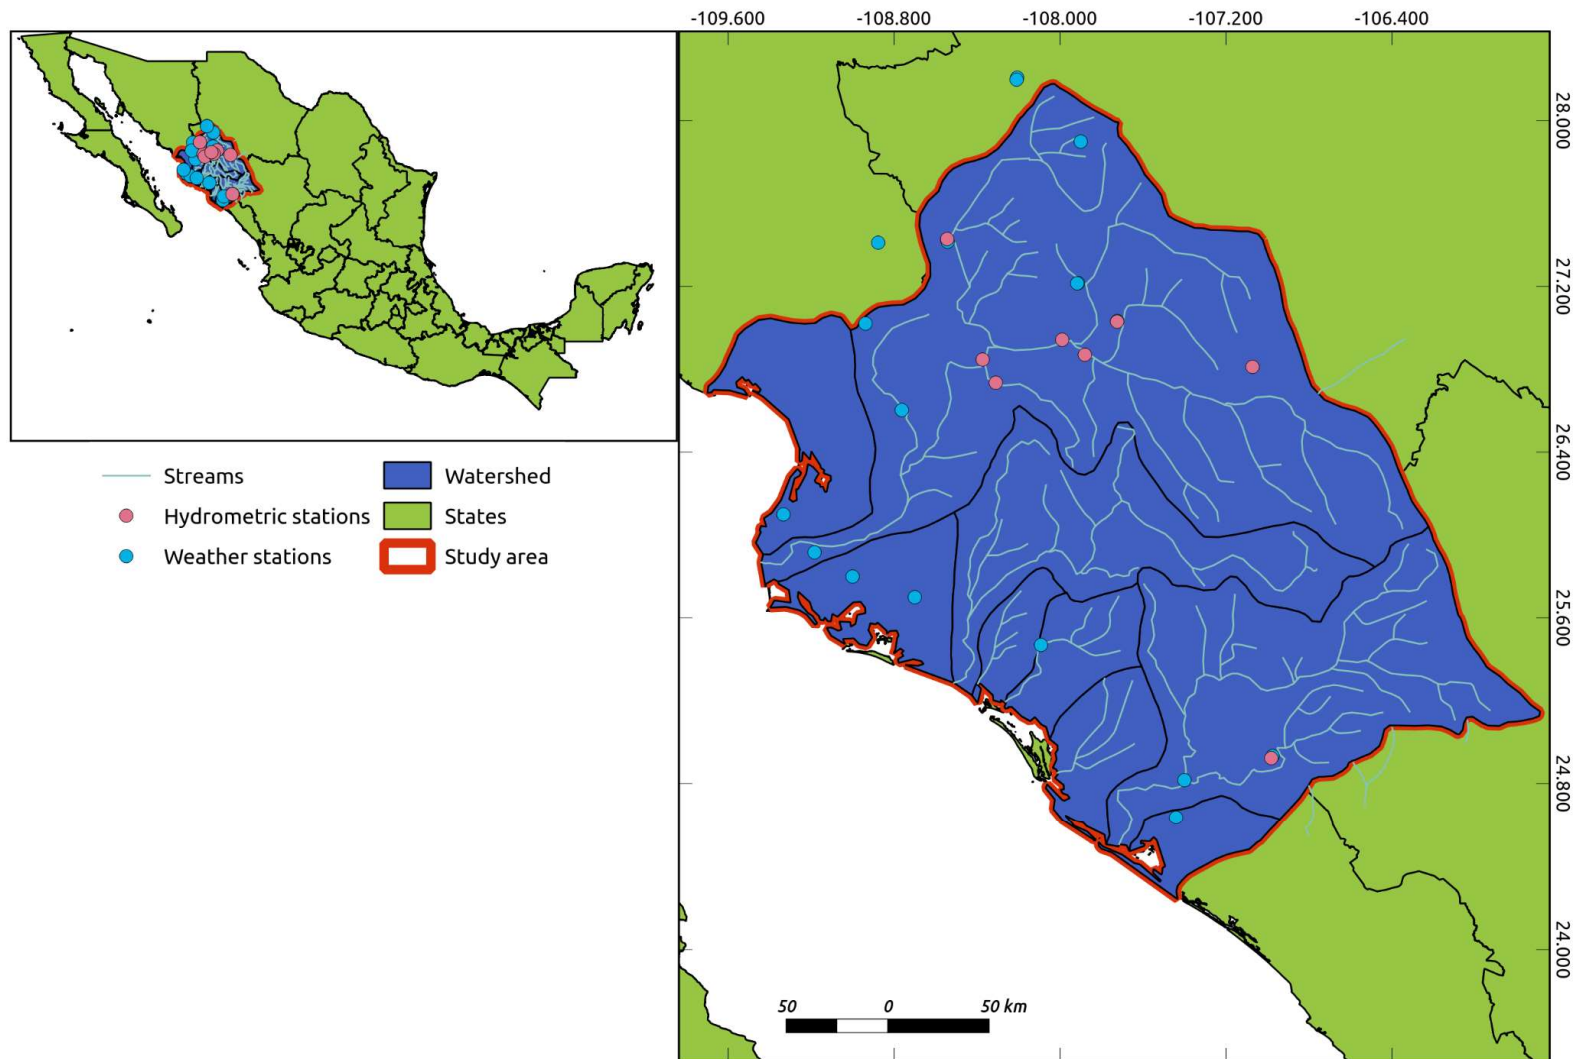 -109.600 -108.800 -108.000 -107.200 -106.400
28.000
27.200
26.400
25.600
24.800
24.000
Streams
Hydrometric stations
Weather stations
Watershed
States
Study area
50 0 50 km